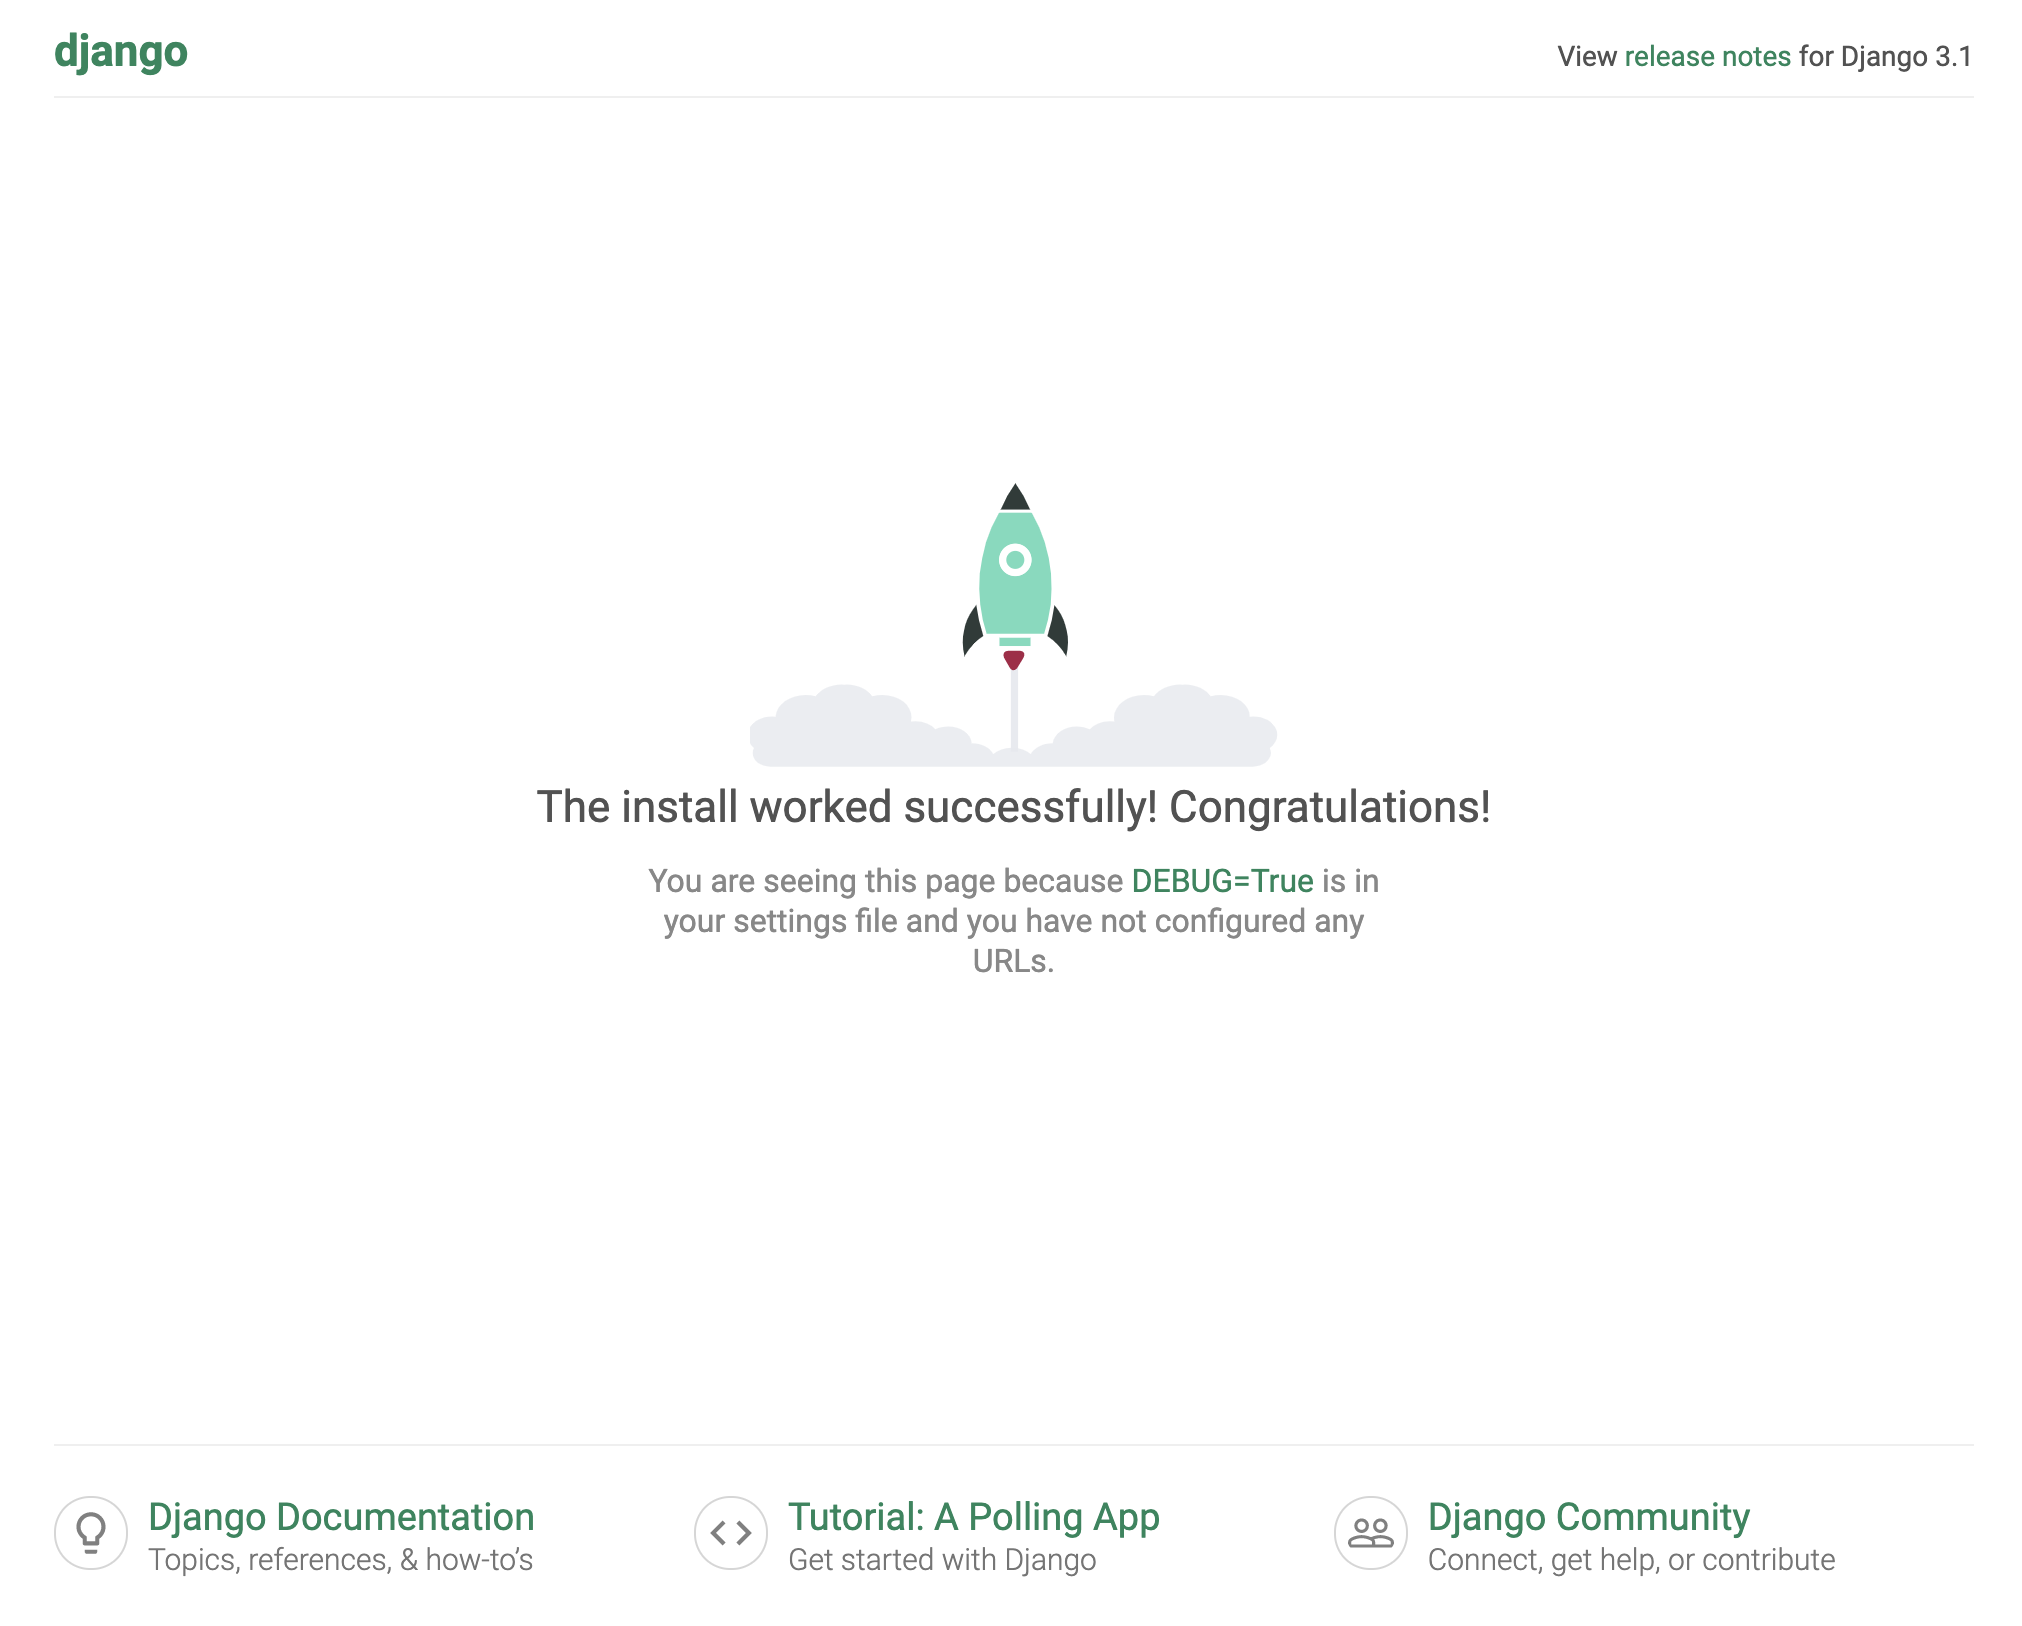 django
View release notes for Django 3.1
The install worked successfully! Congratulations!
You are seeing this page because DEBUG=True is in
your settings file and you have not configured any
URLs.
Django Documentation
Topics, references, & how-to’s
Tutorial: A Polling App
Get started with Django
Django Community
Connect, get help, or contribute